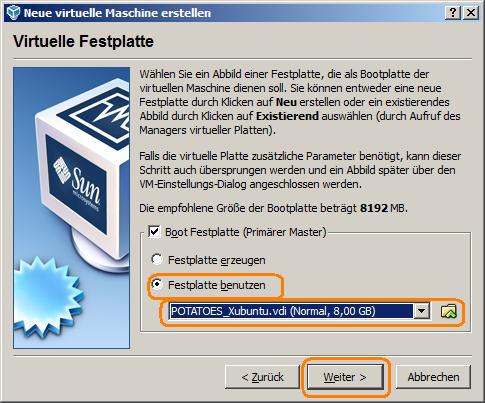 Neue virtuelle Maschine erstellen
Virtuelle Festplatte
Wählen Sie ein Abbild einer Festplatte, die als Bootplatte der
virtuellen Maschine dienen soll. Sie können entweder eine neue
Festplatte durch Klicken auf Neu erstellen oder ein existierendes
Abbild durch Klicken auf Existierend auswählen (durch Aufruf des
Managers virtueller Platten).
Falls die virtuelle Platte zusätzliche Parameter benötigt, kann dieser
Schritt auch übersprungen werden und ein Abbild später über den
VM-Einstellungs-Dialog angeschlossen werden.
Die empfohlene Größe der Bootplatte beträgt 8192 MB.
Boot Festplatte (Primärer Master)
Festplatte erzeugen
Festplatte benutzen
POTATOES_Xubuntu.vdi (Normal, 8,00 GB)
Sun
microsystems
< Zurück
Weiter >
Abbrechen